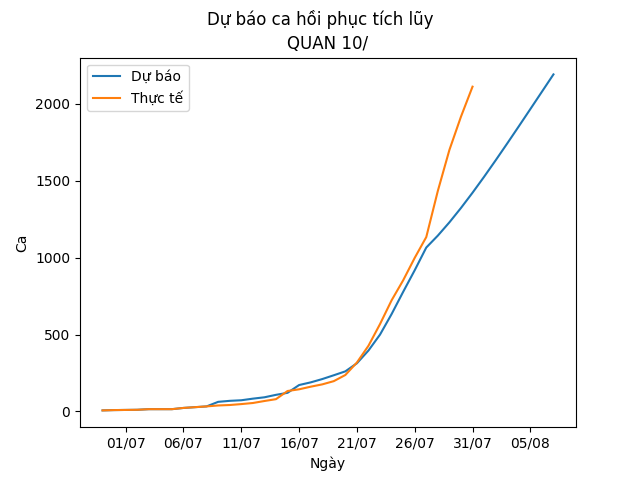 Dự báo ca hồi phục tích lũy
QUAN 10/
Dự báo
Thực tế
2000
1500
1000
500
0
Ca
01/07 06/07 11/07 16/07 21/07 26/07 31/07 05/08
Ngày